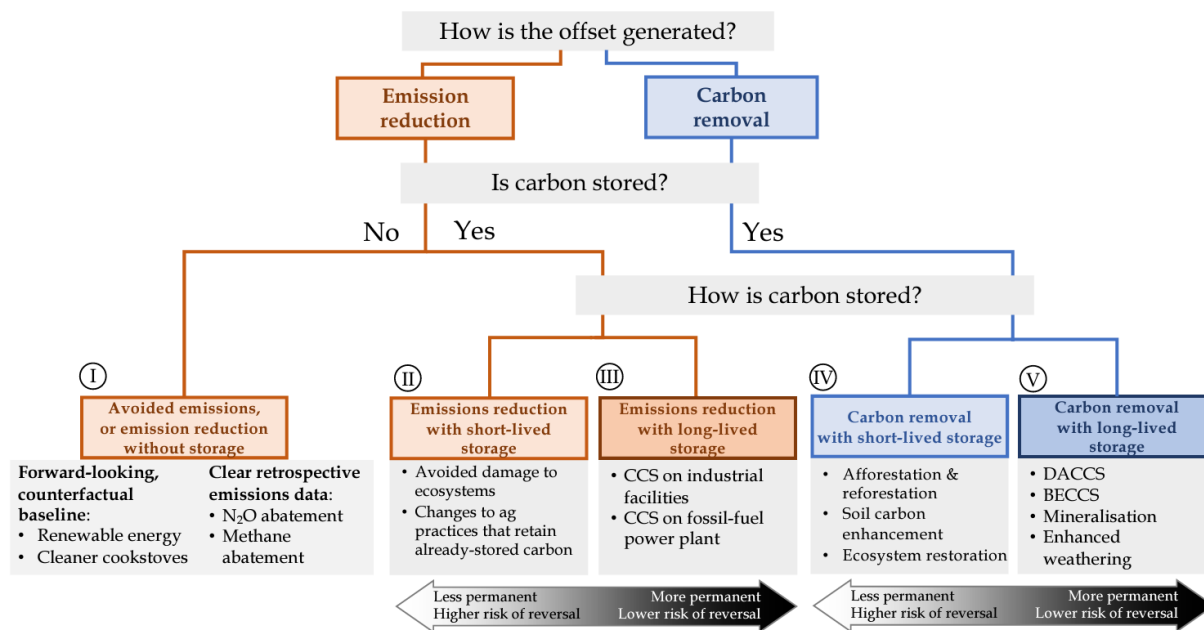 How is the offset generated?
Emission
reduction
Carbon
removal
Is carbon stored?
No
Yes
Yes
How is carbon stored?
I
Avoided emissions,
or emission reduction
without storage
Forward-looking,
counterfactual
baseline:
• Renewable energy
• Cleaner cookstoves
Clear retrospective
emissions data:
• N₂O abatement
• Methane
abatement
II
Emissions reduction
with short-lived
storage
• Avoided damage to
ecosystems
• Changes to ag
practices that retain
already-stored carbon
III
Emissions reduction
with long-lived
storage
• CCS on industrial
facilities
• CCS on fossil-fuel
power plant
Less permanent
Higher risk of reversal
More permanent
Lower risk of reversal
IV
Carbon removal
with short-lived storage
• Afforestation &
reforestation
• Soil carbon
enhancement
• Ecosystem restoration
V
Carbon removal
with long-lived
storage
• DACCS
• BECCS
• Mineralisation
• Enhanced
weathering
Less permanent
Higher risk of reversal
More permanent
Lower risk of reversal